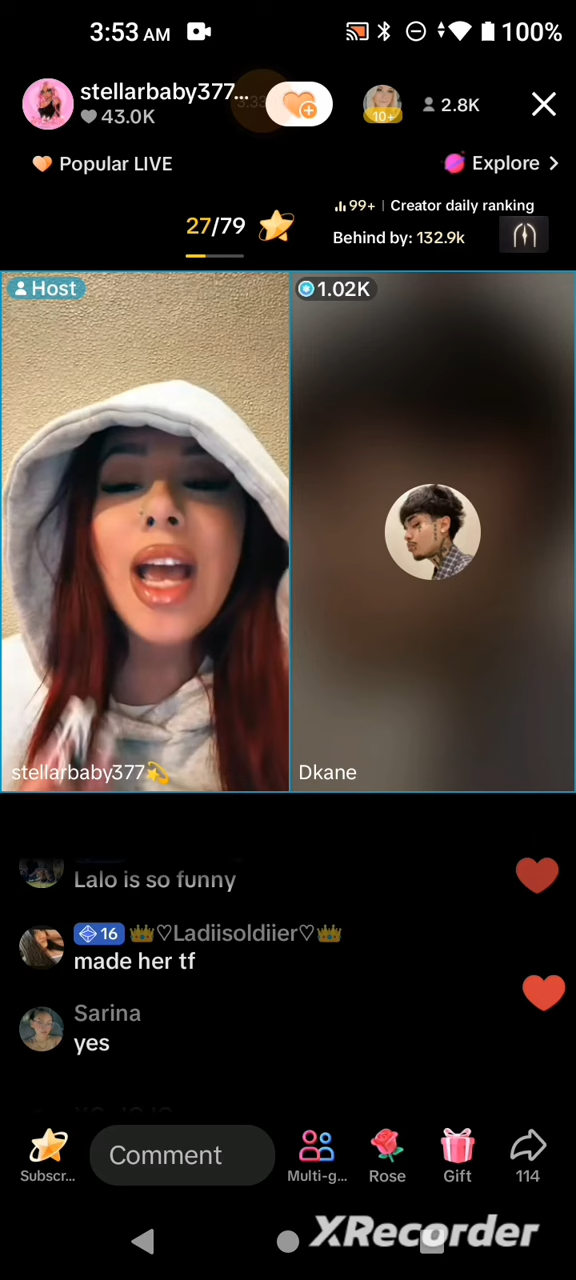 3:53 AM
100%
stellarbaby377...
43.0K
10+
2.8K
Popular LIVE
Explore >
27/79
99+ | Creator daily ranking
Behind by: 132.9k
Host
1.02K
stellarbaby377💫
Dkane
Lalo is so funny
16 👑♡Ladiisoldiier♡👑
made her tf
Sarina
yes
Subscr...
Comment
Multi-g...
Rose
Gift
114
XRecorder